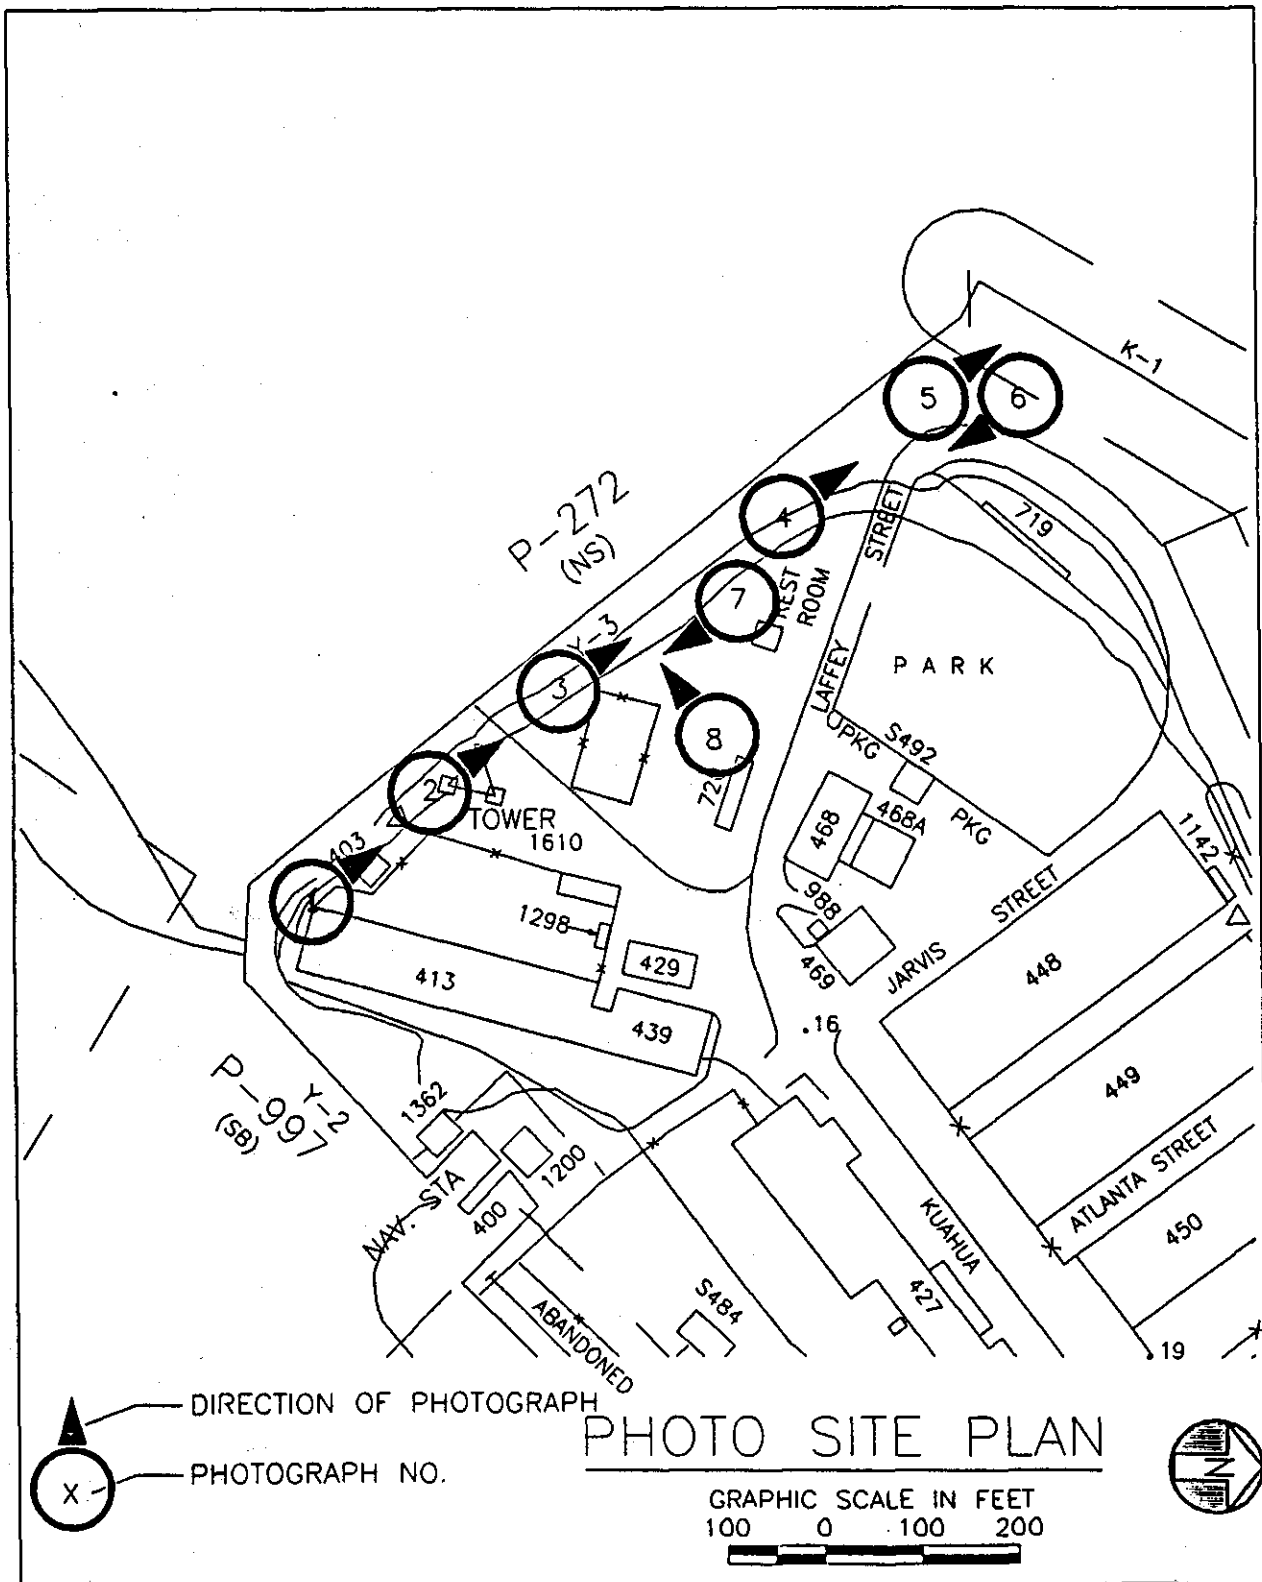 K-1
5
6
P-272
(NS)
4
STREET
719
7
REST
ROOM
Y-3
3
LAFFEY
PARK
8
UPKG
S492
2
TOWER
1610
468
468A
PKG
1142
403
1
1298
429
988
469
STREET
JARVIS
448
413
439
.16
449
P-997
Y-2
(SB)
1362
NAV. STA
1200
400
ATLANTA STREET
KUAHUA
450
427
S484
ABANDONED
.19
DIRECTION OF PHOTOGRAPH
PHOTO SITE PLAN
X
PHOTOGRAPH NO.
N
GRAPHIC SCALE IN FEET
100 0 100 200